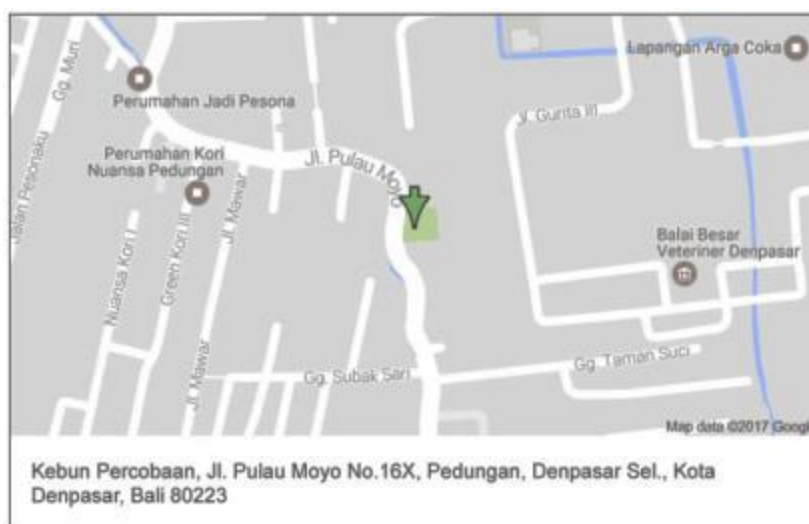 Gg. Muri
Lapangan Arga Coka
Perumahan Jadi Pesona
Jl. Gurita III
Jalan Pesonaku
Perumahan Kori
Nuansa Pedungan
Jl. Pulau Moyo
Jl. Mawar
Balai Besar
Veteriner Denpasar
Nuansa Kori I
Green Kori III
Jl. Mawar
Gg. Subak Sari
Gg. Taman Suci
Map data ©2017 Googl
Kebun Percobaan, Jl. Pulau Moyo No.16X, Pedungan, Denpasar Sel., Kota
Denpasar, Bali 80223